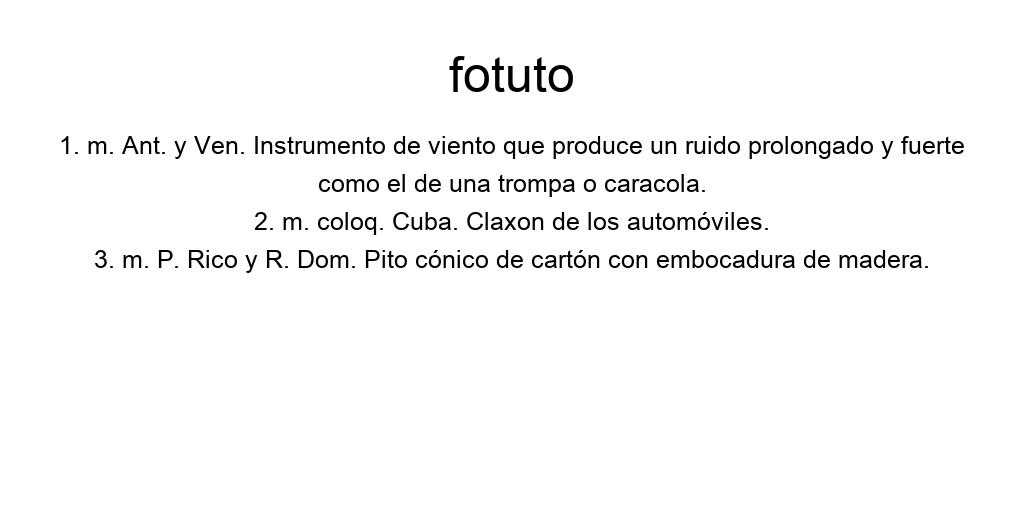 fotuto
1. m. Ant. y Ven. Instrumento de viento que produce un ruido prolongado y fuerte
como el de una trompa o caracola.
2. m. coloq. Cuba. Claxon de los automóviles.
3. m. P. Rico y R. Dom. Pito cónico de cartón con embocadura de madera.